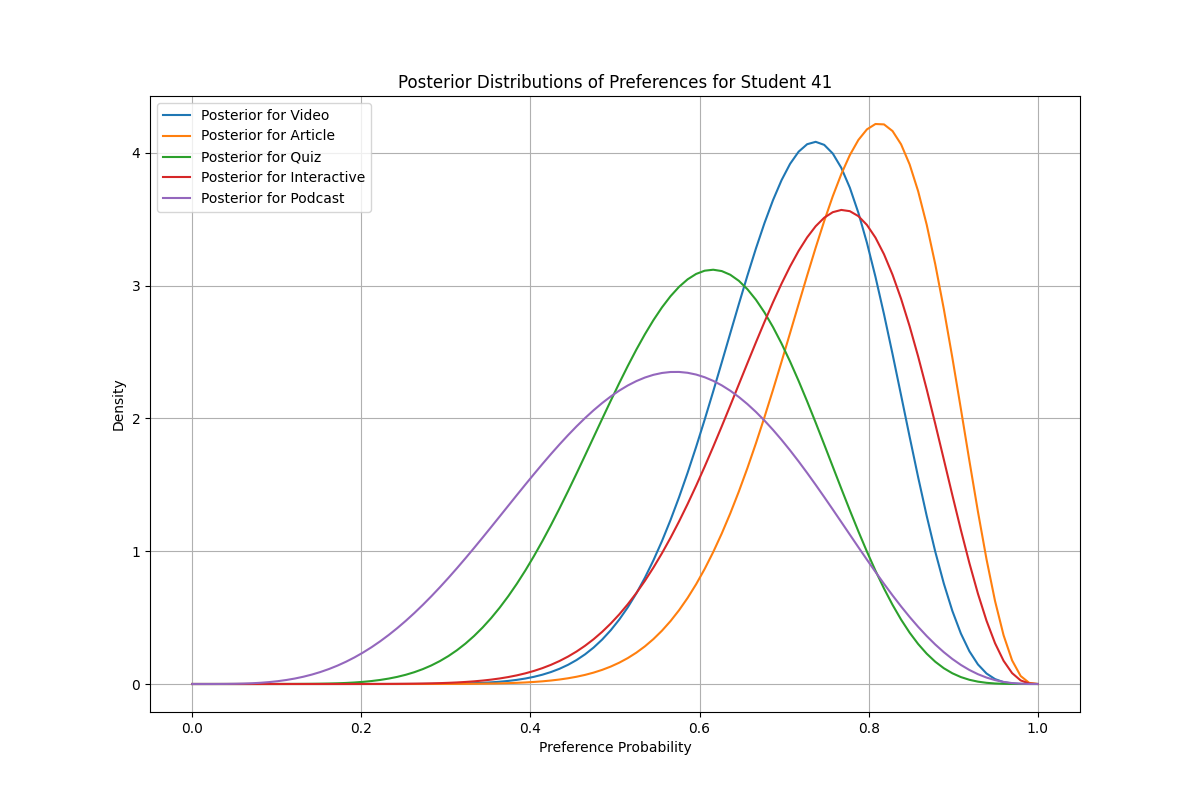 Posterior Distributions of Preferences for Student 41
Posterior for Video
Posterior for Article
Posterior for Quiz
Posterior for Interactive
Posterior for Podcast
4
3
2
1
0
Density
0.0 0.2 0.4 0.6 0.8 1.0
Preference Probability